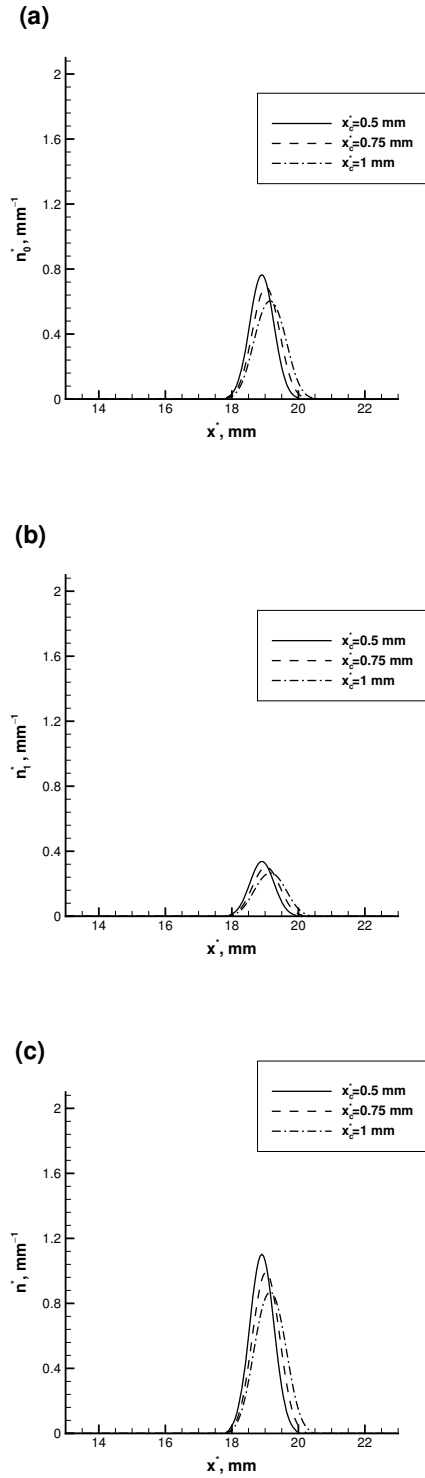 (a)
n*0, mm−1
2
1.6
1.2
0.8
0.4
0
x*c=0.5 mm
x*c=0.75 mm
x*c=1 mm
14 16 18 20 22
x*, mm
(b)
n*1, mm−1
2
1.6
1.2
0.8
0.4
0
x*c=0.5 mm
x*c=0.75 mm
x*c=1 mm
14 16 18 20 22
x*, mm
(c)
n*, mm−1
2
1.6
1.2
0.8
0.4
0
x*c=0.5 mm
x*c=0.75 mm
x*c=1 mm
14 16 18 20 22
x*, mm